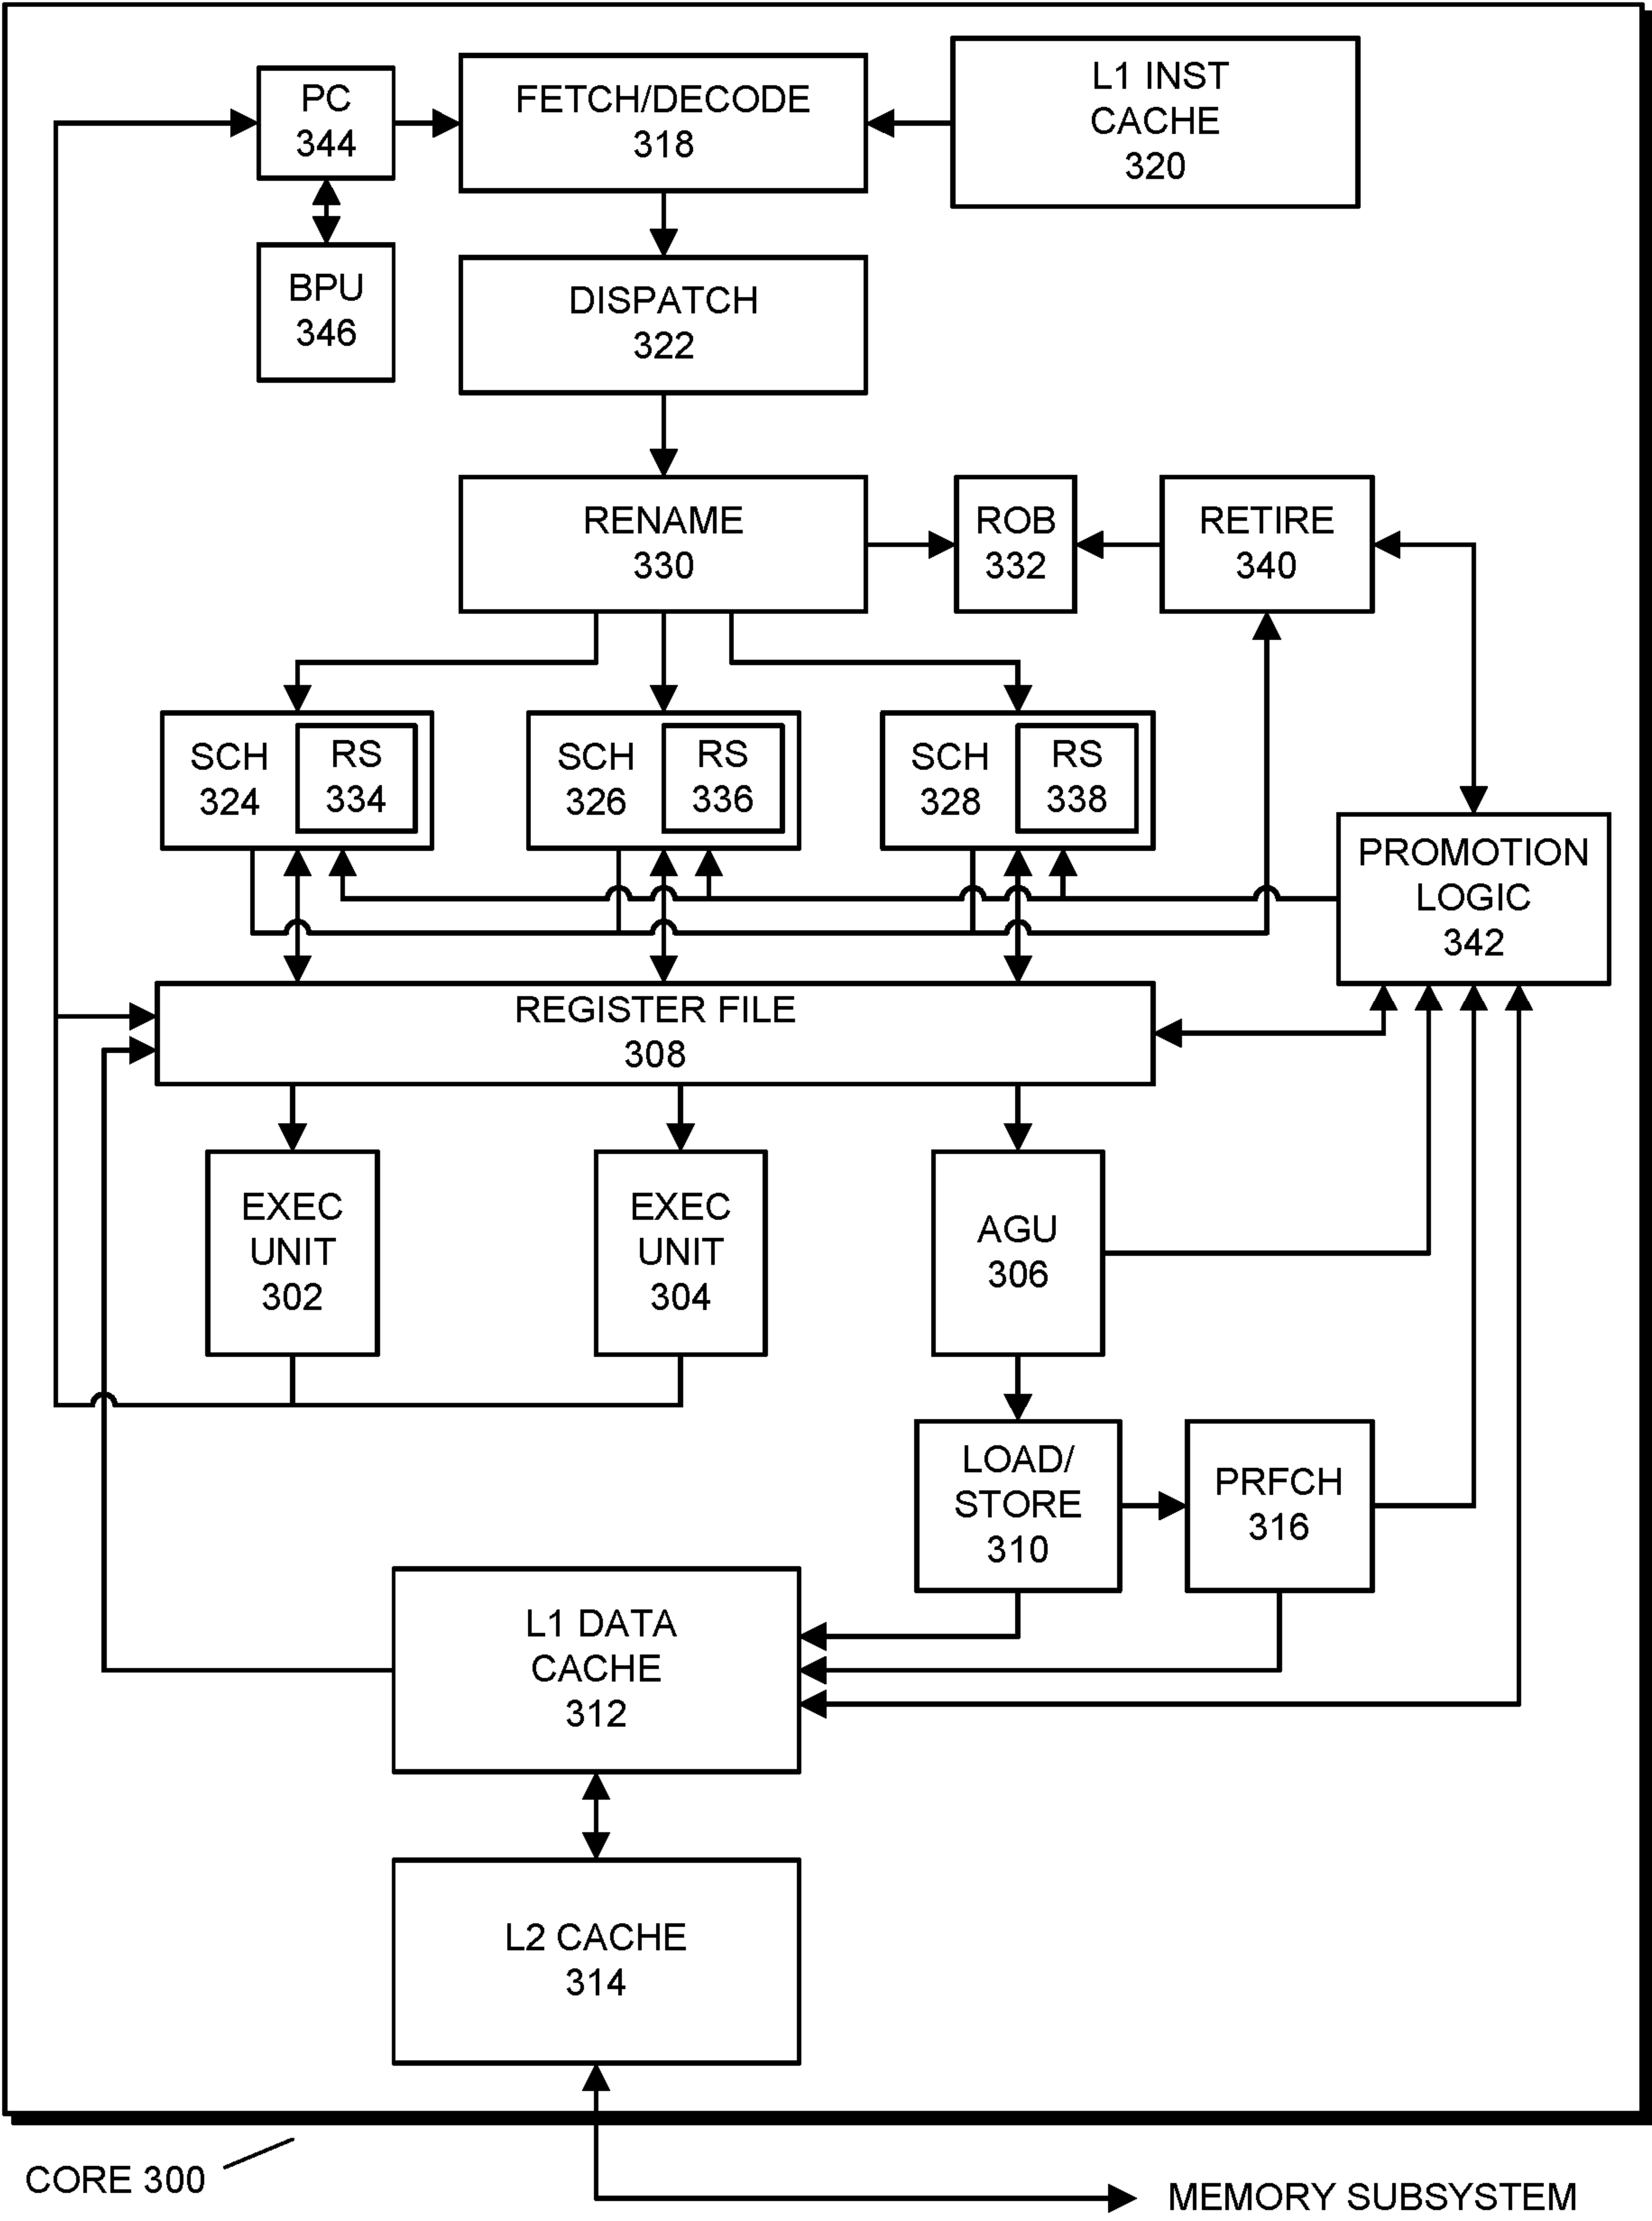 PC
344
FETCH/DECODE
318
L1 INST
CACHE
320
BPU
346
DISPATCH
322
RENAME
330
ROB
332
RETIRE
340
SCH
324
RS
334
SCH
326
RS
336
SCH
328
RS
338
PROMOTION
LOGIC
342
REGISTER FILE
308
EXEC
UNIT
302
EXEC
UNIT
304
AGU
306
LOAD/
STORE
310
PRFCH
316
L1 DATA
CACHE
312
L2 CACHE
314
CORE 300
MEMORY SUBSYSTEM